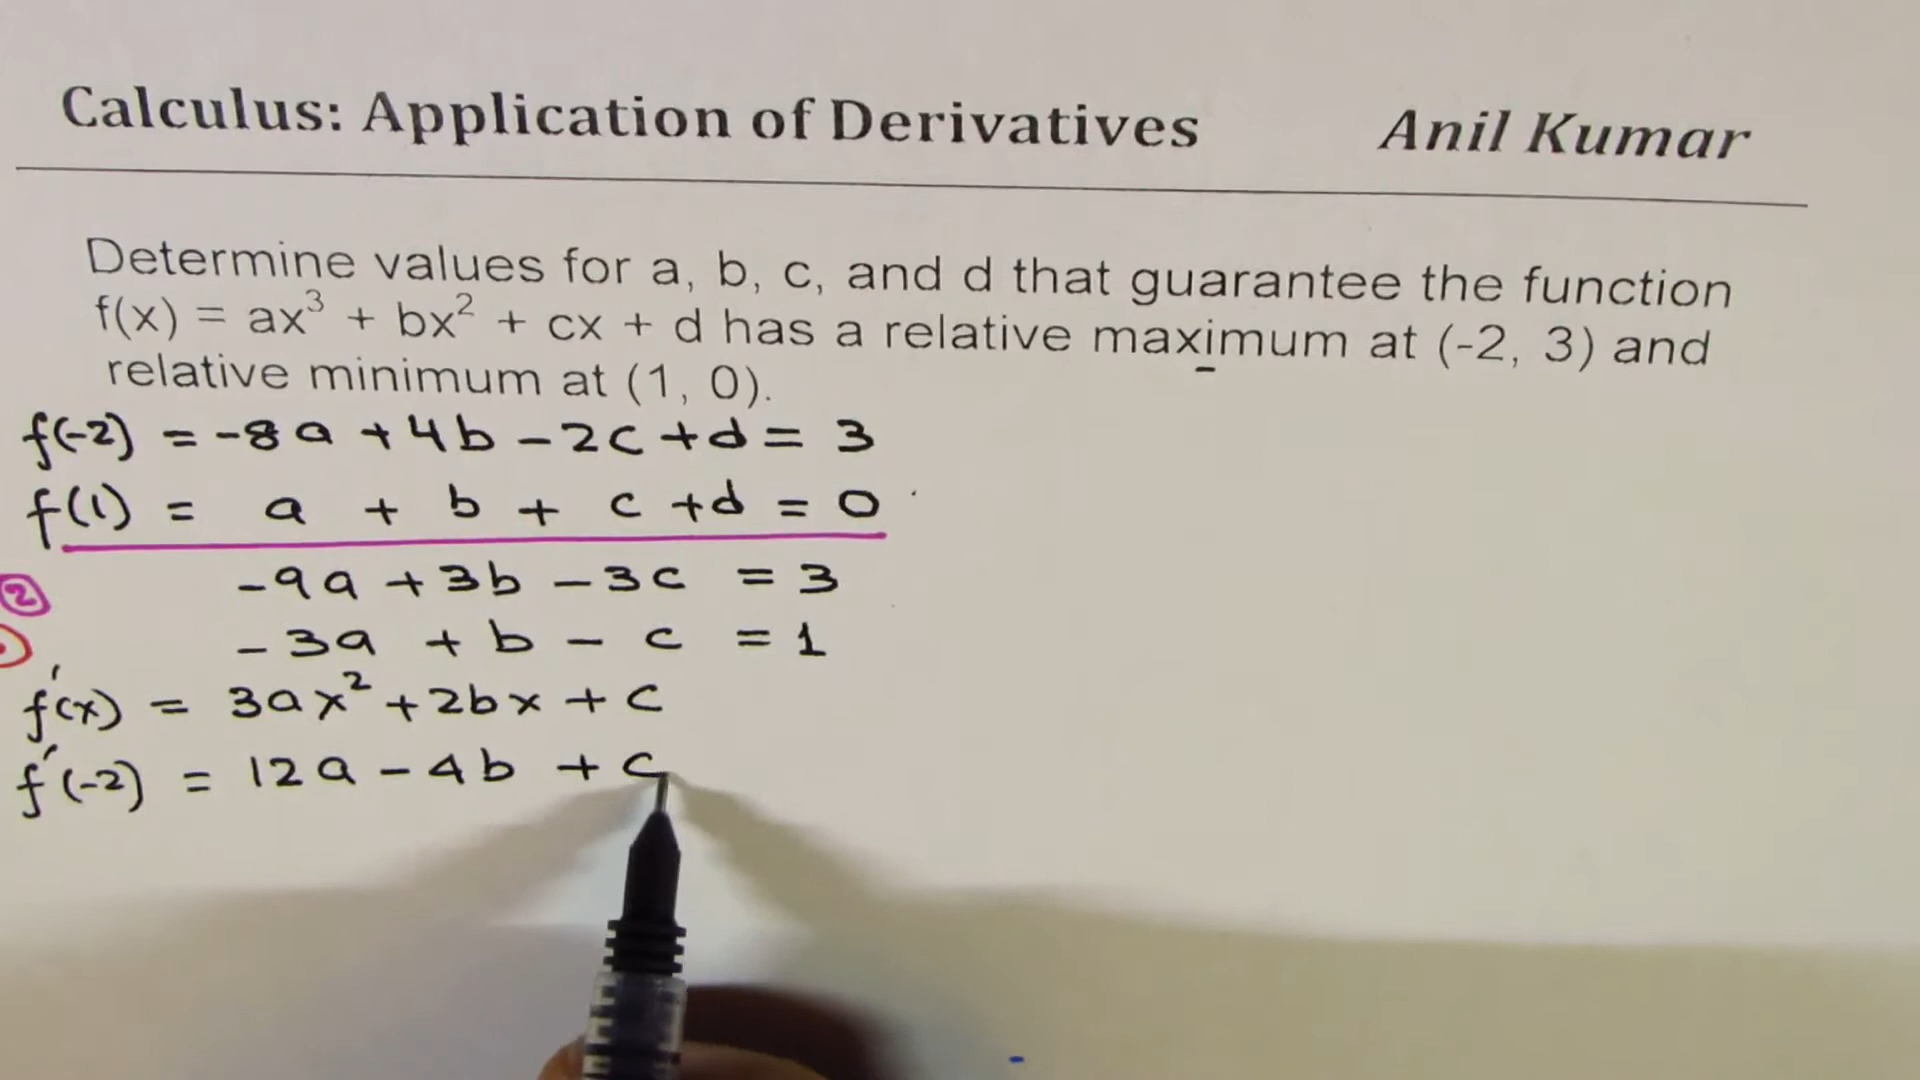 Calculus: Application of Derivatives Anil Kumar
Determine values for a, b, c, and d that guarantee the function
f(x) = ax³ + bx² + cx + d has a relative maximum at (-2, 3) and
relative minimum at (1, 0).
f(-2) = -8a + 4b - 2c + d = 3
f(1) = a + b + c + d = 0
② -9a + 3b - 3c = 3
-3a + b - c = 1
f'(x) = 3ax² + 2bx + c
f'(-2) = 12a - 4b + c